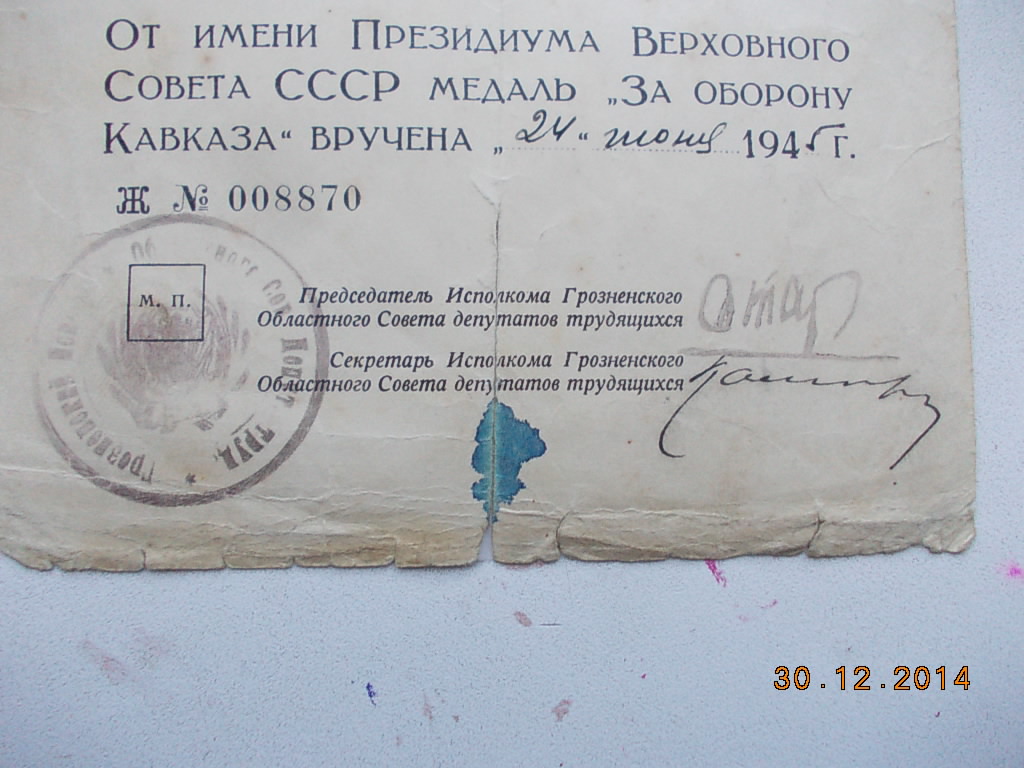 От имени Президиума Верховного
Совета СССР медаль „За оборону
Кавказа“ вручена „24“ июня 1945 г.
Ж № 008870
м. п.
Председатель Исполкома Грозненского
Областного Совета депутатов трудящихся
Секретарь Исполкома Грозненского
Областного Совета депутатов трудящихся
30.12.2014